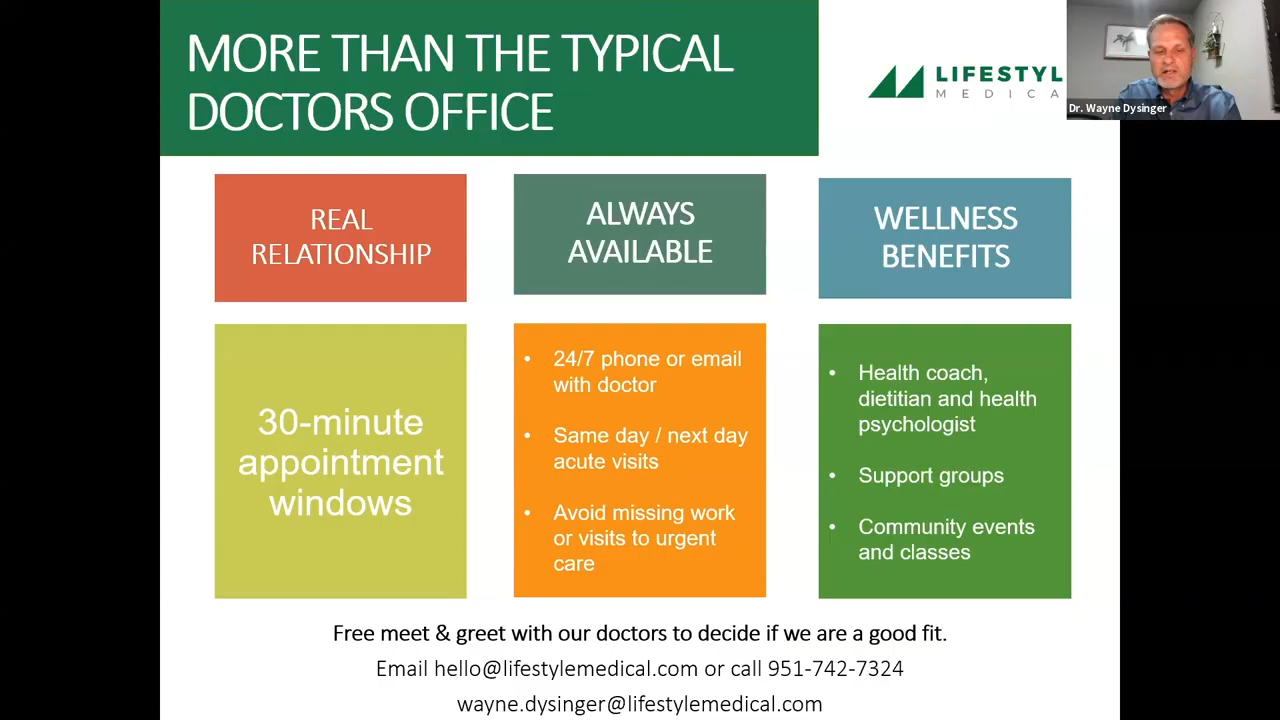 MORE THAN THE TYPICAL
DOCTORS OFFICE
LIFESTYL
MEDICA
Dr. Wayne Dysinger
REAL
RELATIONSHIP
30-minute
appointment
windows
ALWAYS
AVAILABLE
• 24/7 phone or email
with doctor
• Same day / next day
acute visits
• Avoid missing work
or visits to urgent
care
WELLNESS
BENEFITS
• Health coach,
dietitian and health
psychologist
• Support groups
• Community events
and classes
Free meet & greet with our doctors to decide if we are a good fit.
Email hello@lifestylemedical.com or call 951-742-7324
wayne.dysinger@lifestylemedical.com